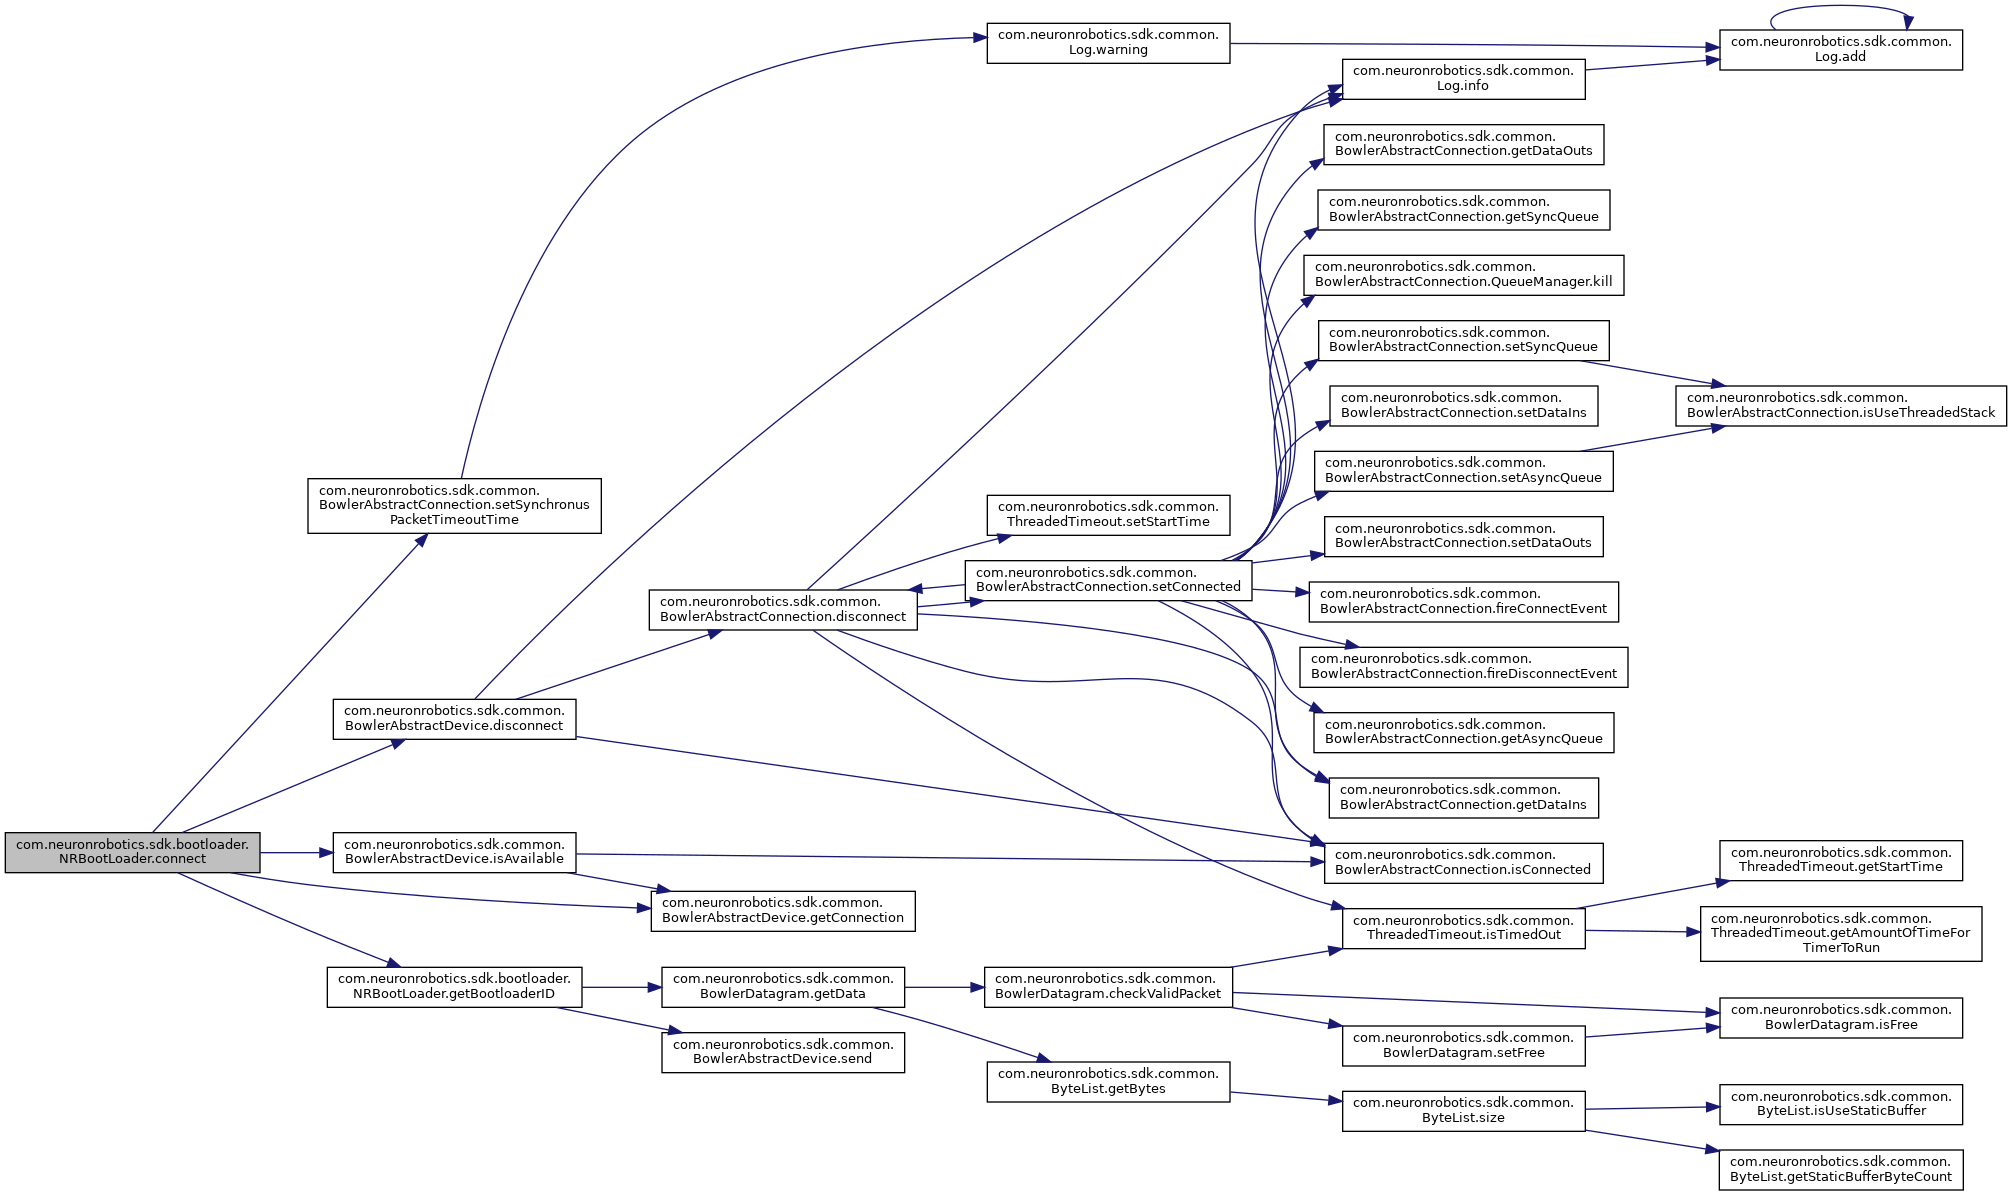 com.neuronrobotics.sdk.common.
Log.warning
com.neuronrobotics.sdk.common.
Log.add
com.neuronrobotics.sdk.common.
Log.info
com.neuronrobotics.sdk.common.
BowlerAbstractConnection.getDataOuts
com.neuronrobotics.sdk.common.
BowlerAbstractConnection.getSyncQueue
com.neuronrobotics.sdk.common.
BowlerAbstractConnection.QueueManager.kill
com.neuronrobotics.sdk.common.
BowlerAbstractConnection.setSyncQueue
com.neuronrobotics.sdk.common.
BowlerAbstractConnection.setDataIns
com.neuronrobotics.sdk.common.
BowlerAbstractConnection.isUseThreadedStack
com.neuronrobotics.sdk.common.
BowlerAbstractConnection.setAsyncQueue
com.neuronrobotics.sdk.common.
BowlerAbstractConnection.setSynchronus
PacketTimeoutTime
com.neuronrobotics.sdk.common.
ThreadedTimeout.setStartTime
com.neuronrobotics.sdk.common.
BowlerAbstractConnection.setDataOuts
com.neuronrobotics.sdk.common.
BowlerAbstractConnection.setConnected
com.neuronrobotics.sdk.common.
BowlerAbstractConnection.disconnect
com.neuronrobotics.sdk.common.
BowlerAbstractConnection.fireConnectEvent
com.neuronrobotics.sdk.common.
BowlerAbstractConnection.fireDisconnectEvent
com.neuronrobotics.sdk.common.
BowlerAbstractDevice.disconnect
com.neuronrobotics.sdk.common.
BowlerAbstractConnection.getAsyncQueue
com.neuronrobotics.sdk.common.
BowlerAbstractConnection.getDataIns
com.neuronrobotics.sdk.bootloader.
NRBootLoader.connect
com.neuronrobotics.sdk.common.
BowlerAbstractDevice.isAvailable
com.neuronrobotics.sdk.common.
BowlerAbstractConnection.isConnected
com.neuronrobotics.sdk.common.
ThreadedTimeout.getStartTime
com.neuronrobotics.sdk.common.
BowlerAbstractDevice.getConnection
com.neuronrobotics.sdk.common.
ThreadedTimeout.isTimedOut
com.neuronrobotics.sdk.common.
ThreadedTimeout.getAmountOfTimeFor
TimerToRun
com.neuronrobotics.sdk.bootloader.
NRBootLoader.getBootloaderID
com.neuronrobotics.sdk.common.
BowlerDatagram.getData
com.neuronrobotics.sdk.common.
BowlerDatagram.checkValidPacket
com.neuronrobotics.sdk.common.
BowlerDatagram.isFree
com.neuronrobotics.sdk.common.
BowlerAbstractDevice.send
com.neuronrobotics.sdk.common.
BowlerDatagram.setFree
com.neuronrobotics.sdk.common.
ByteList.getBytes
com.neuronrobotics.sdk.common.
ByteList.size
com.neuronrobotics.sdk.common.
ByteList.isUseStaticBuffer
com.neuronrobotics.sdk.common.
ByteList.getStaticBufferByteCount